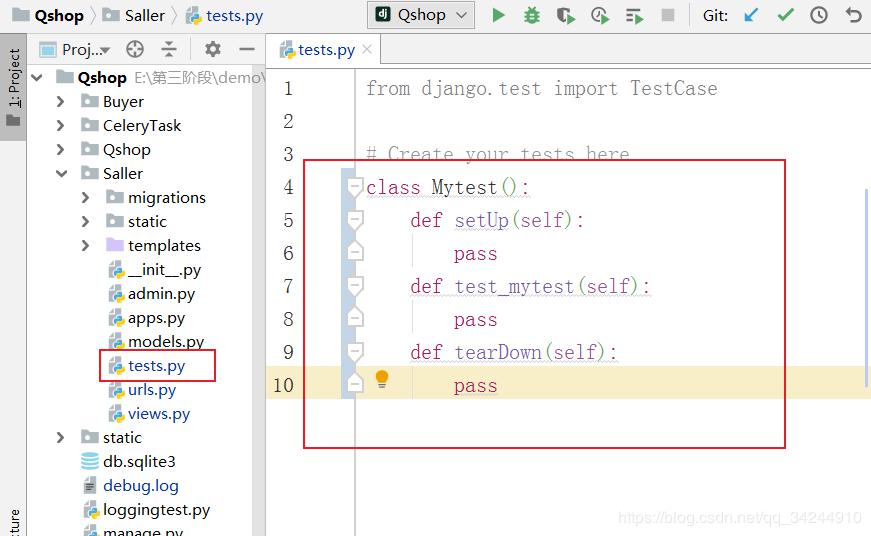 Qshop Saller tests.py Qshop Git:
1: Project Proj... tests.py
Qshop E:\第三阶段\demo\
Buyer
CeleryTask
Qshop
Saller
migrations
static
templates
__init__.py
admin.py
apps.py
models.py
tests.py
urls.py
views.py
static
db.sqlite3
debug.log
loggingtest.py
manage.py
1 from django.test import TestCase
2
3 # Create your tests here
4 class Mytest():
5 def setUp(self):
6 pass
7 def test_mytest(self):
8 pass
9 def tearDown(self):
10 pass
https://blog.csdn.net/qq_34244910